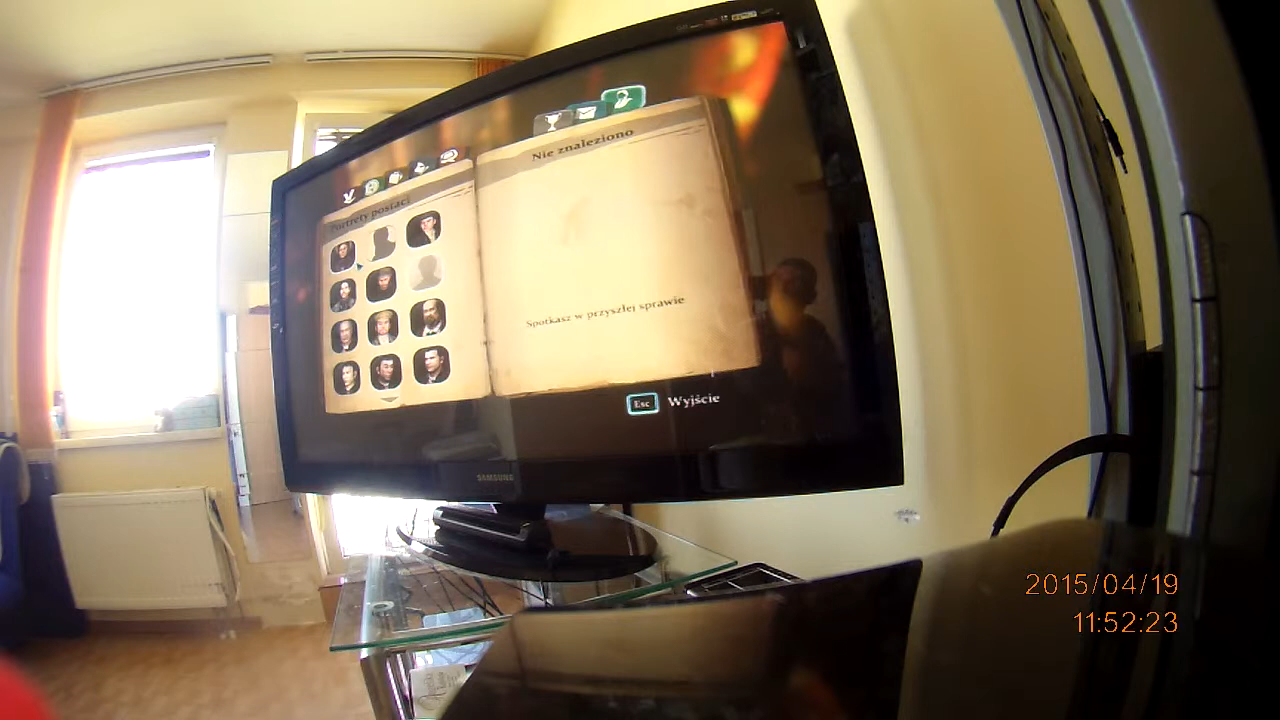 Nie znaleziono
Portrety postaci
Spotkasz w przyszłej sprawie
Esc Wyjście
SAMSUNG
2015/04/19
11:52:23